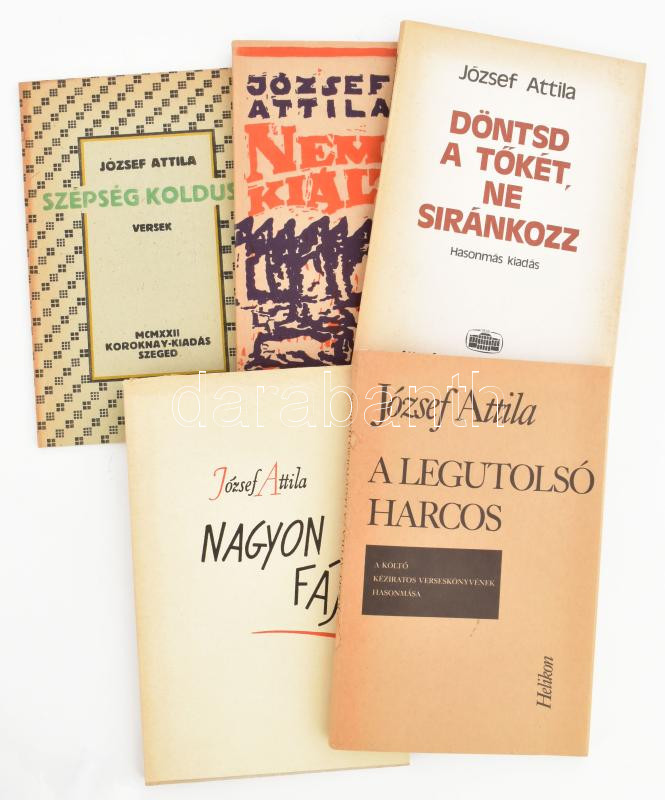 JÓZSEF ATTILA
SZÉPSÉG KOLDUS
VERSEK
MCMXXII
KOROKNAY-KIADÁS
SZEGED
JÓZSEF
ATTILA
NEM
KIÁLT
József Attila
DÖNTSD
A TŐKÉT,
NE
SIRÁNKOZZ
Hasonmás kiadás
József Attila
NAGYON
FÁJ
József Attila
A LEGUTOLSÓ
HARCOS
A KÖLTŐ
KÉZIRATOS VERSESKÖNYVÉNEK
HASONMÁSA
Helikon
darabanth